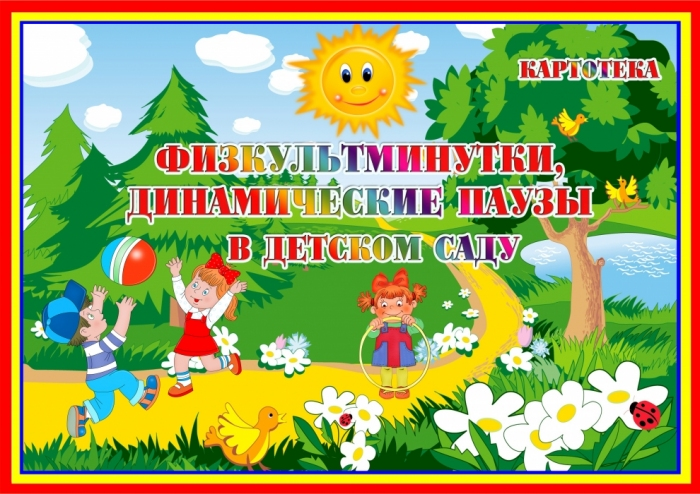 КАРТОТЕКА
ФИЗКУЛЬТМИНУТКИ,
ДИНАМИЧЕСКИЕ ПАУЗЫ
В ДЕТСКОМ САДУ